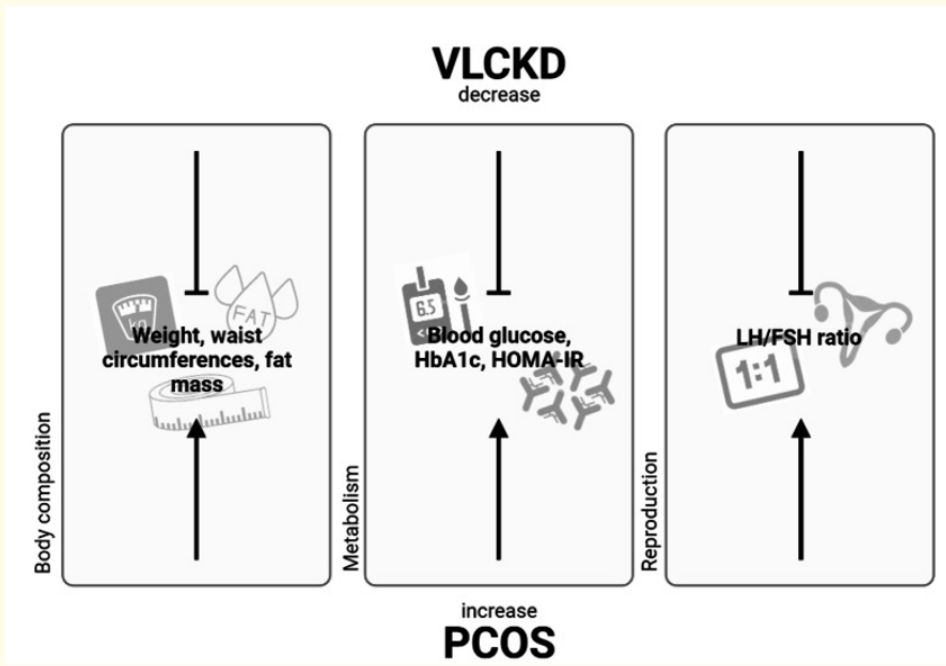 VLCKD
decrease
Body composition
kg
FAT
Weight, waist
circumferences, fat
mass
Metabolism
6.5
Blood glucose,
HbA1c, HOMA-IR
Reproduction
LH/FSH ratio
1:1
increase
PCOS